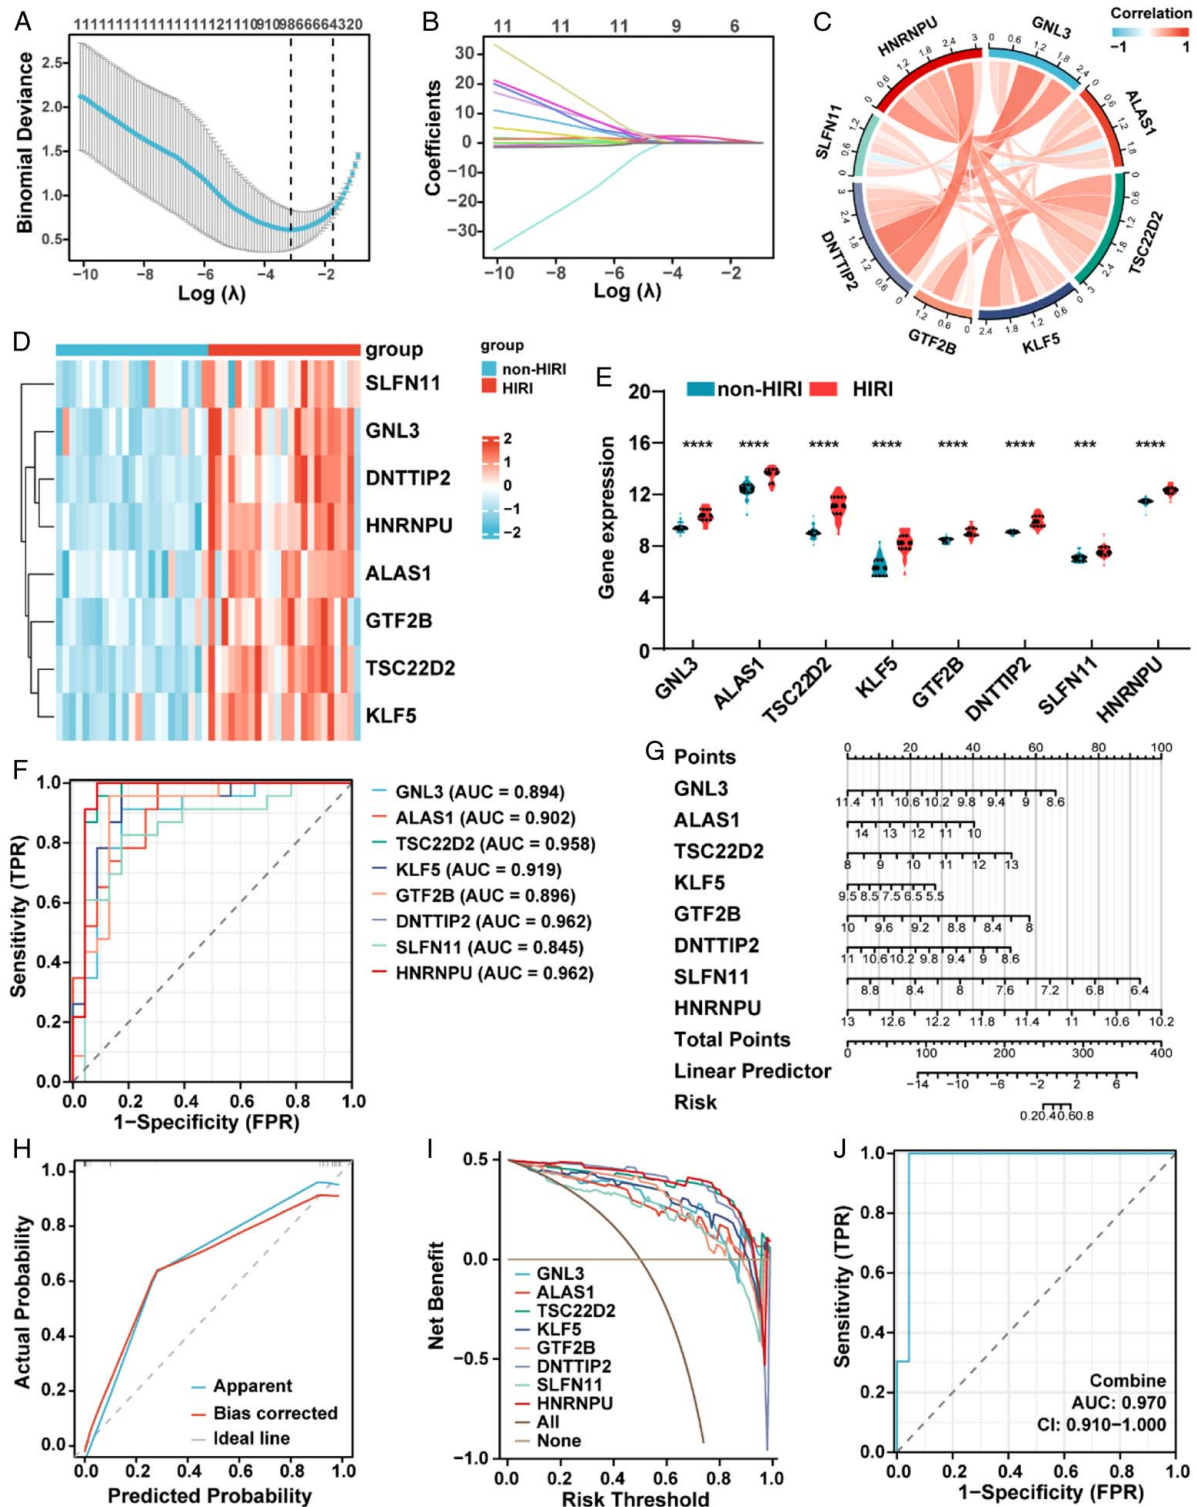 A
11111111111111111111111111211111091098666664320
Binomial Deviance
2.5
2.0
1.5
1.0
0.5
−10 −8 −6 −4 −2
Log (λ)
B
11 11 11 9 6
Coefficients
30
20
10
0
−10
−20
−30
−10 −8 −6 −4 −2
Log (λ)
C
Correlation
−1 1
HNRNPU
GNL3
ALAS1
TSC22D2
KLF5
GTF2B
DNTTIP2
SLFN11
D
group
SLFN11
GNL3
DNTTIP2
HNRNPU
ALAS1
GTF2B
TSC22D2
KLF5
group
non-HIRI
HIRI
2
1
0
−1
−2
E
non-HIRI HIRI
Gene expression
20
16
12
8
4
0
**** **** **** **** **** **** *** ****
GNL3 ALAS1 TSC22D2 KLF5 GTF2B DNTTIP2 SLFN11 HNRNPU
F
Sensitivity (TPR)
1.0
0.8
0.6
0.4
0.2
0.0
0.0 0.2 0.4 0.6 0.8 1.0
1−Specificity (FPR)
GNL3 (AUC = 0.894)
ALAS1 (AUC = 0.902)
TSC22D2 (AUC = 0.958)
KLF5 (AUC = 0.919)
GTF2B (AUC = 0.896)
DNTTIP2 (AUC = 0.962)
SLFN11 (AUC = 0.845)
HNRNPU (AUC = 0.962)
G
Points
0 20 40 60 80 100
GNL3
11.4 11 10.6 10.2 9.8 9.4 9 8.6
ALAS1
14 13 12 11 10
TSC22D2
8 9 10 11 12 13
KLF5
9.5 8.5 7.5 6.5 5.5
GTF2B
10 9.6 9.2 8.8 8.4 8
DNTTIP2
11 10.6 10.2 9.8 9.4 9 8.6
SLFN11
8.8 8.4 8 7.6 7.2 6.8 6.4
HNRNPU
13 12.6 12.2 11.8 11.4 11 10.6 10.2
Total Points
0 100 200 300 400
Linear Predictor
−14 −10 −6 −2 2 6
Risk
0.20.40.60.8
H
Actual Probability
1.0
0.8
0.6
0.4
0.2
0.0
Apparent
Bias corrected
Ideal line
0.0 0.2 0.4 0.6 0.8 1.0
Predicted Probability
I
Net Benefit
0.5
0.0
−0.5
−1.0
GNL3
ALAS1
TSC22D2
KLF5
GTF2B
DNTTIP2
SLFN11
HNRNPU
All
None
0.0 0.2 0.4 0.6 0.8 1.0
Risk Threshold
J
Sensitivity (TPR)
1.0
0.8
0.6
0.4
0.2
0.0
Combine
AUC: 0.970
CI: 0.910−1.000
0.0 0.2 0.4 0.6 0.8 1.0
1−Specificity (FPR)